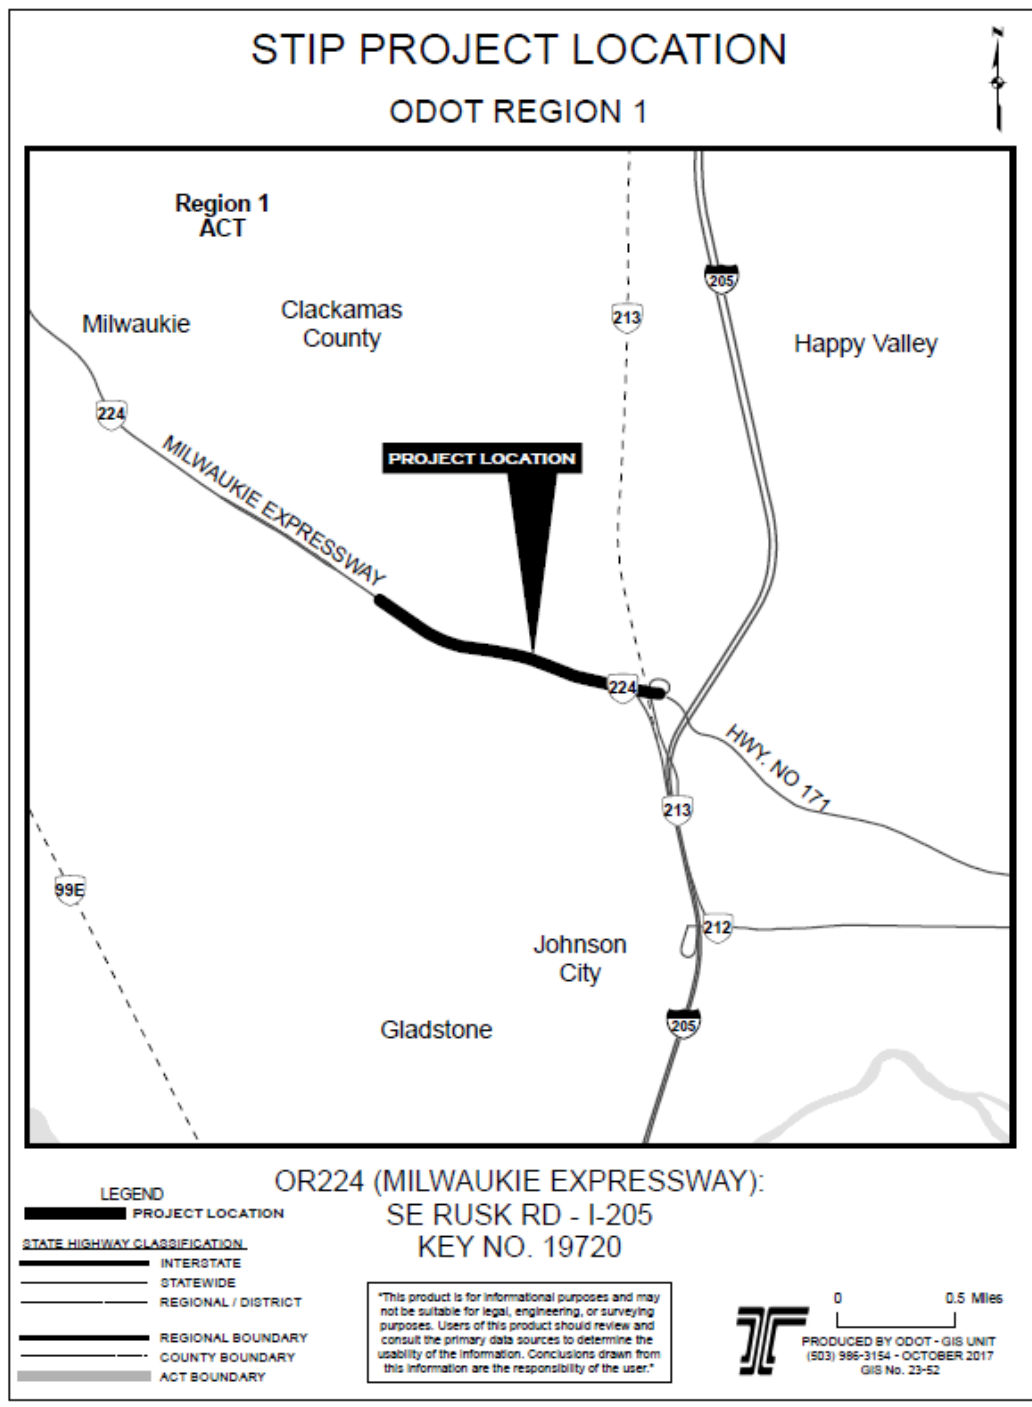 STIP PROJECT LOCATION
ODOT REGION 1
N
Region 1
ACT
Milwaukie
Clackamas
County
213
205
Happy Valley
224
MILWAUKIE EXPRESSWAY
PROJECT LOCATION
224
HWY. NO 171
213
99E
212
Johnson
City
Gladstone
205
OR224 (MILWAUKIE EXPRESSWAY):
SE RUSK RD - I-205
KEY NO. 19720
LEGEND
PROJECT LOCATION
STATE HIGHWAY CLASSIFICATION
INTERSTATE
STATEWIDE
REGIONAL / DISTRICT
REGIONAL BOUNDARY
COUNTY BOUNDARY
ACT BOUNDARY
"This product is for informational purposes and may
not be suitable for legal, engineering, or surveying
purposes. Users of this product should review and
consult the primary data sources to determine the
usability of the information. Conclusions drawn from
this information are the responsibility of the user."
0 0.5 Miles
PRODUCED BY ODOT - GIS UNIT
(503) 986-3154 - OCTOBER 2017
GIS No. 23-52